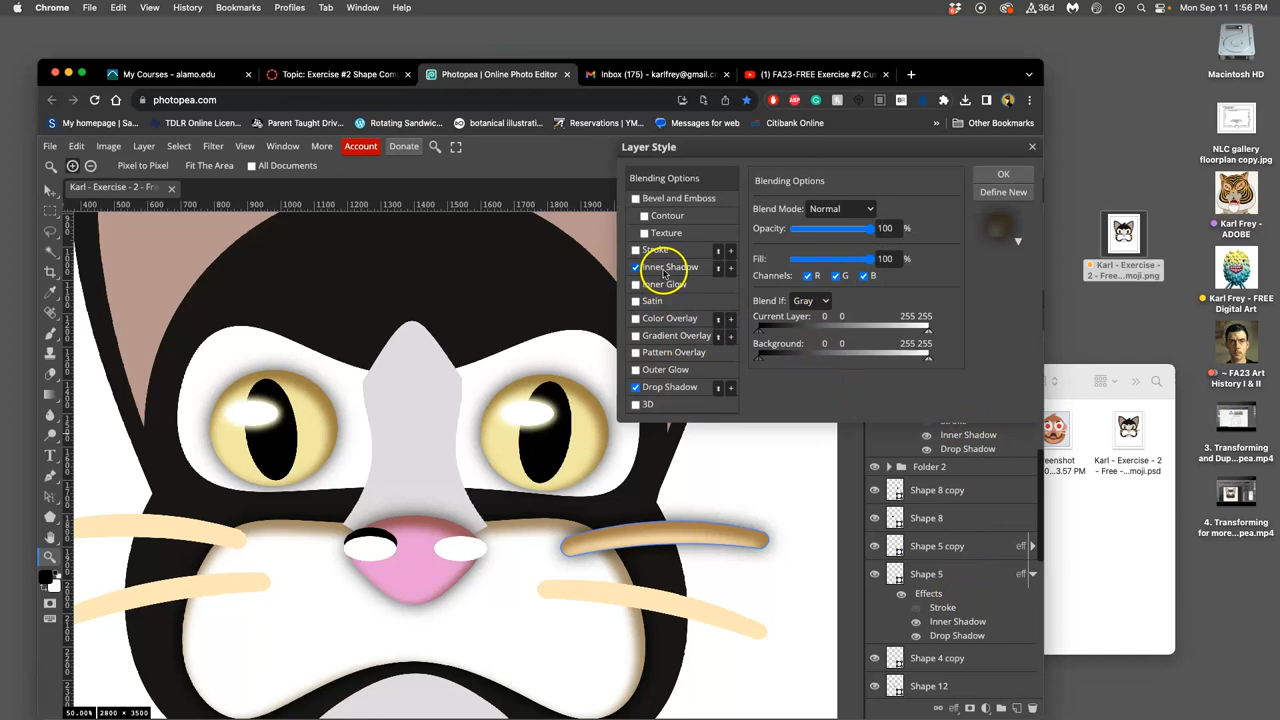 Chrome File Edit View History Bookmarks Profiles Tab Window Help
36d Mon Sep 11 1:56 PM
My Courses - alamo.edu
Topic: Exercise #2 Shape Com
Photopea | Online Photo Editor
Inbox (175) - karlfrey@gmail.c
(1) FA23-FREE Exercise #2 Cu
photopea.com
My homepage | Sa...
TDLR Online Licen...
Parent Taught Drivi...
Rotating Sandwich...
botanical illustr...
Reservations | YM...
Messages for web
Citibank Online
Other Bookmarks
File Edit Image Layer Select Filter View Window More Account Donate
Pixel to Pixel Fit The Area All Documents
Karl - Exercise - 2 - Fre
400 500 600 700 800 900 1000 1100 1200 1300 1400 1500 1600 1700 1800 1900
Layer Style
Blending Options
Bevel and Emboss
Contour
Texture
Stroke
Inner Shadow
Inner Glow
Satin
Color Overlay
Gradient Overlay
Pattern Overlay
Outer Glow
Drop Shadow
3D
Blending Options
Blend Mode: Normal
Opacity: 100 %
Fill: 100 %
Channels: R G B
Blend If: Gray
Current Layer: 0 0 255 255
Background: 0 0 255 255
OK
Define New
Inner Shadow
Drop Shadow
Folder 2
Shape 8 copy
Shape 8
Shape 5 copy eff
Shape 5 eff
Effects
Stroke
Inner Shadow
Drop Shadow
Shape 4 copy
Shape 12
eff
50.00% 2800 × 3500
Macintosh HD
NLC gallery
floorplan copy.jpg
Karl Frey -
ADOBE
Karl - Exercise -
2 - Free...moji.png
Karl Frey - FREE
Digital Art
~ FA23 Art
History I & II
3. Transforming
and Dup...pea.mp4
4. Transforming
for more...pea.mp4
Karl - Exercise - 2
- Free -...moji.psd